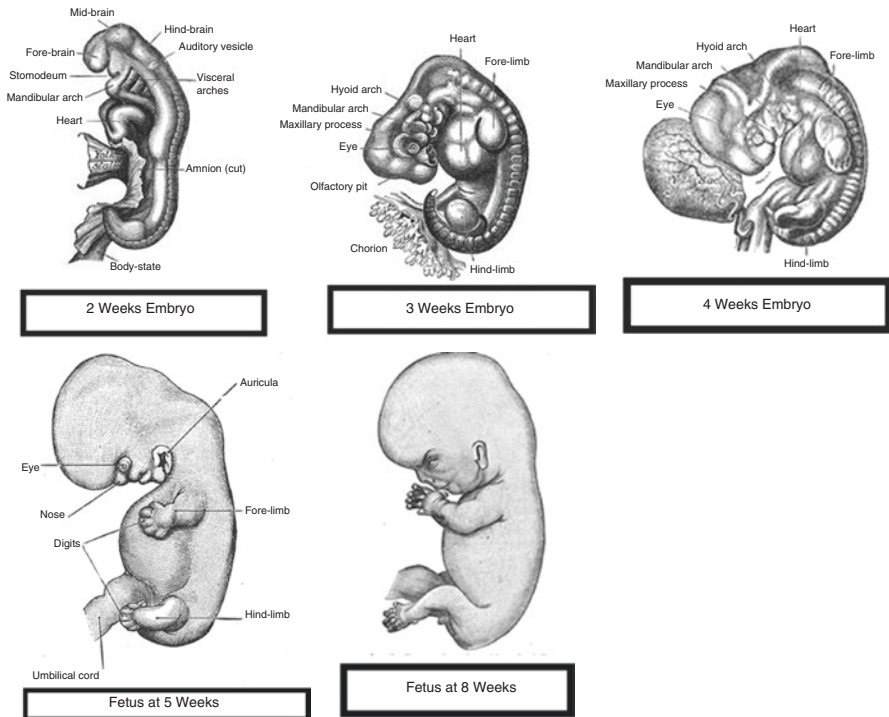 Mid-brain
Hind-brain
Fore-brain
Auditory vesicle
Stomodeum
Visceral
arches
Mandibular arch
Heart
Amnion (cut)
Body-state
2 Weeks Embryo
Heart
Fore-limb
Hyoid arch
Mandibular arch
Maxillary process
Eye
Olfactory pit
Chorion
Hind-limb
3 Weeks Embryo
Heart
Hyoid arch
Fore-limb
Mandibular arch
Maxillary process
Eye
Hind-limb
4 Weeks Embryo
Auricula
Eye
Nose
Fore-limb
Digits
Hind-limb
Umbilical cord
Fetus at 5 Weeks
Fetus at 8 Weeks